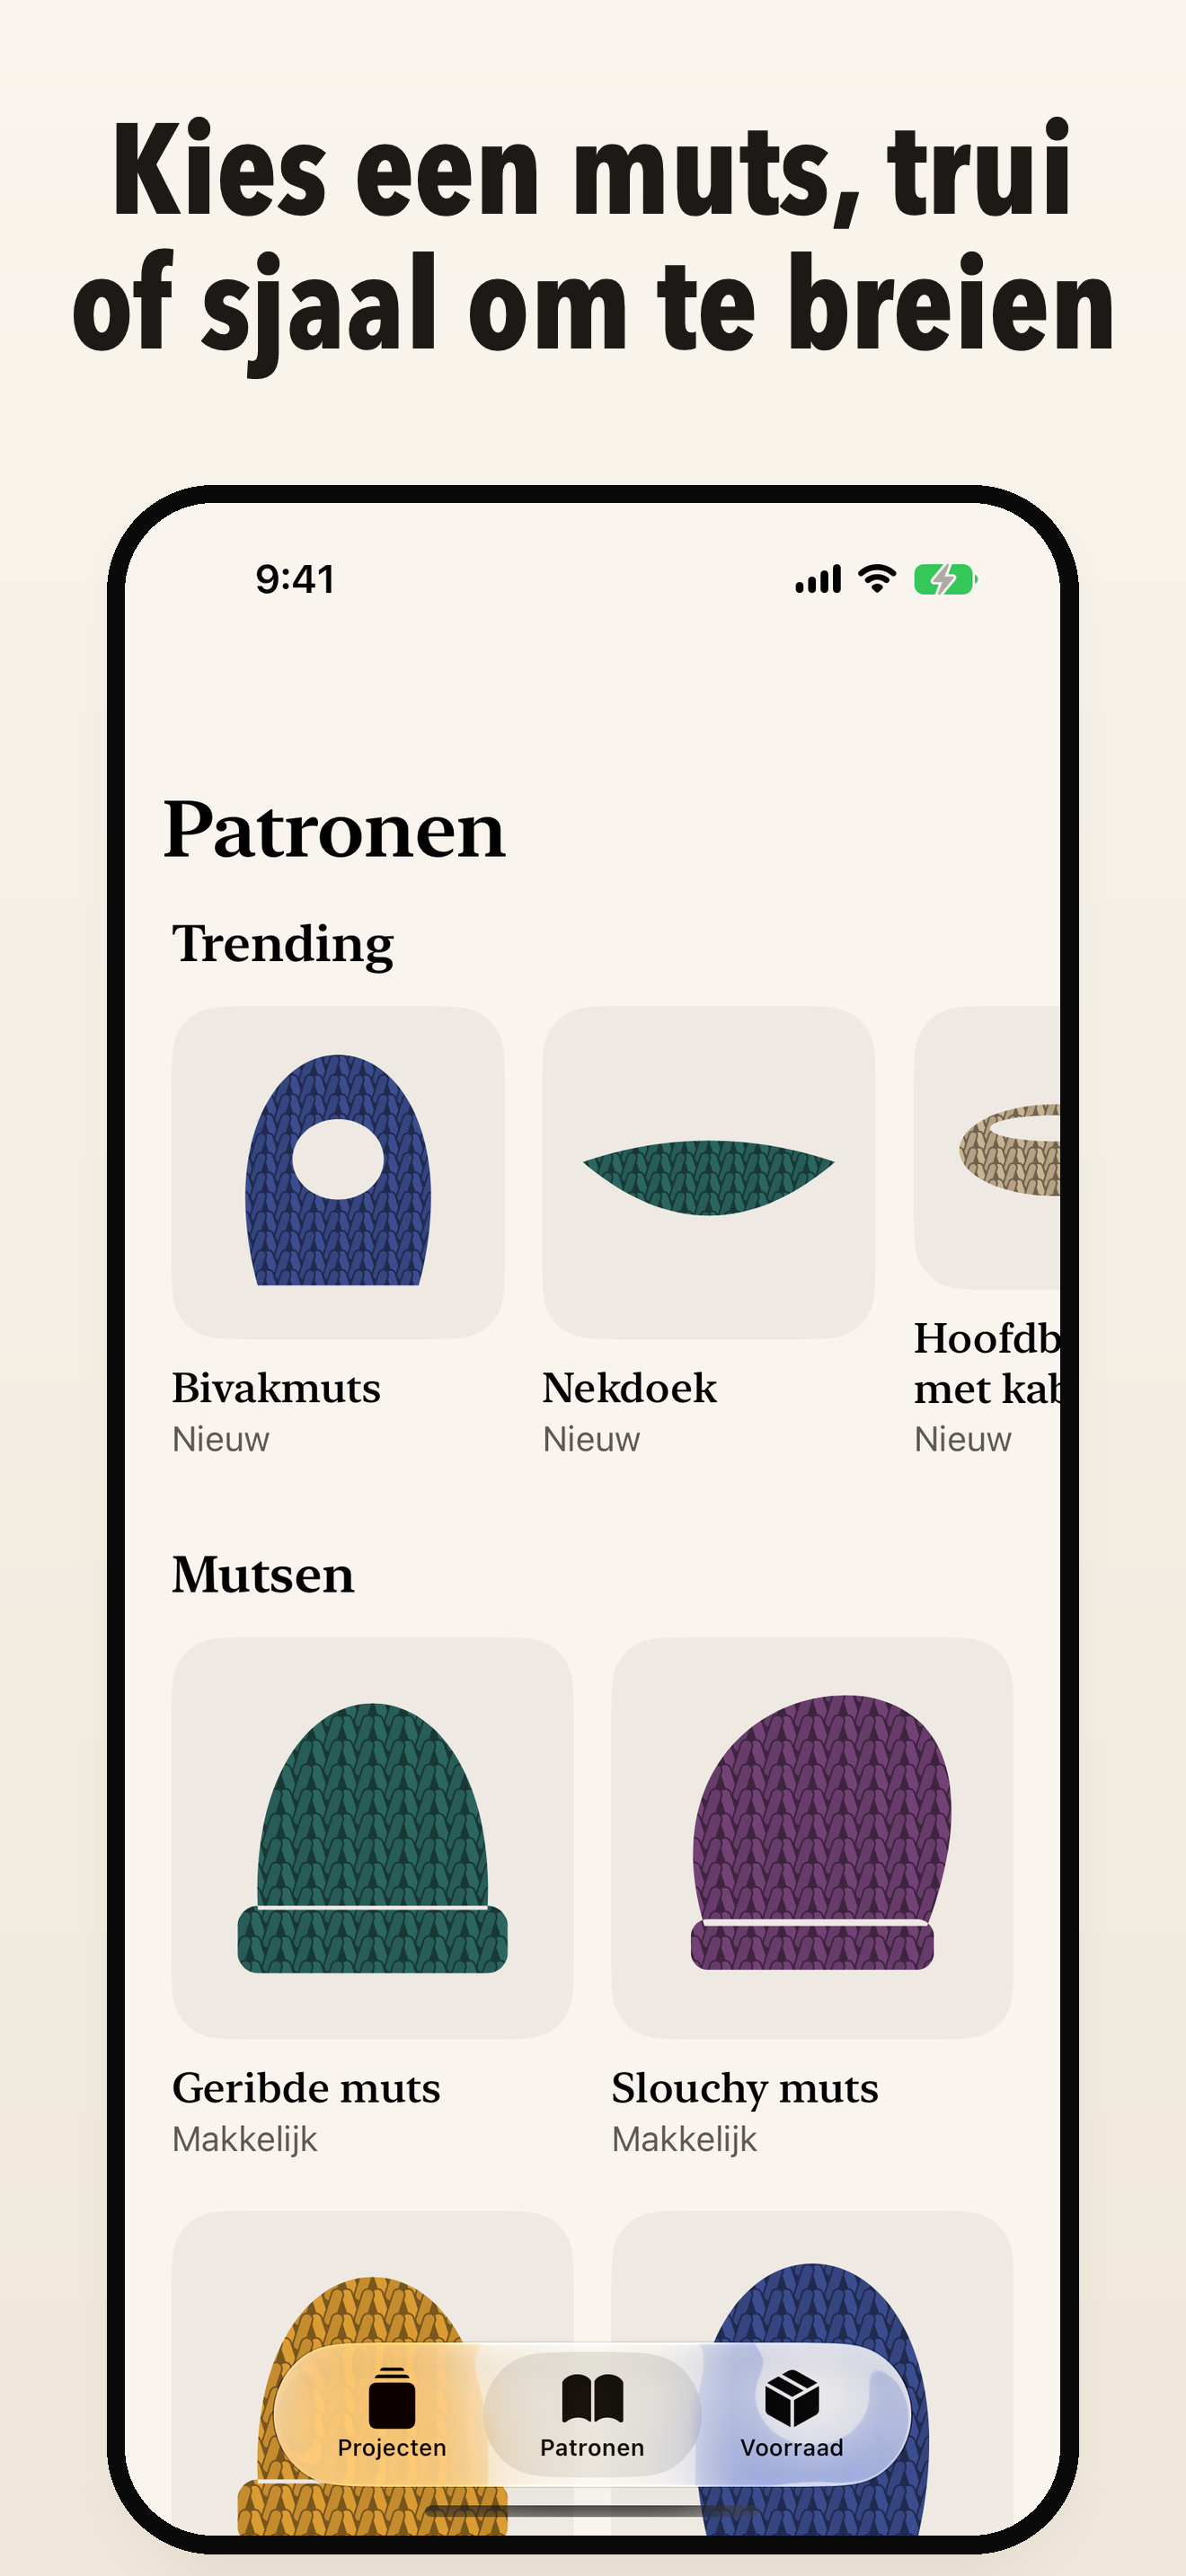 Kies een muts, trui
of sjaal om te breien
9:41
Patronen
Trending
Bivakmuts
Nieuw
Nekdoek
Nieuw
met
Nieuw
Mutsen
Geribde muts
Makkelijk
Slouchy muts
Makkelijk
Projecten
Patronen
Voorraad